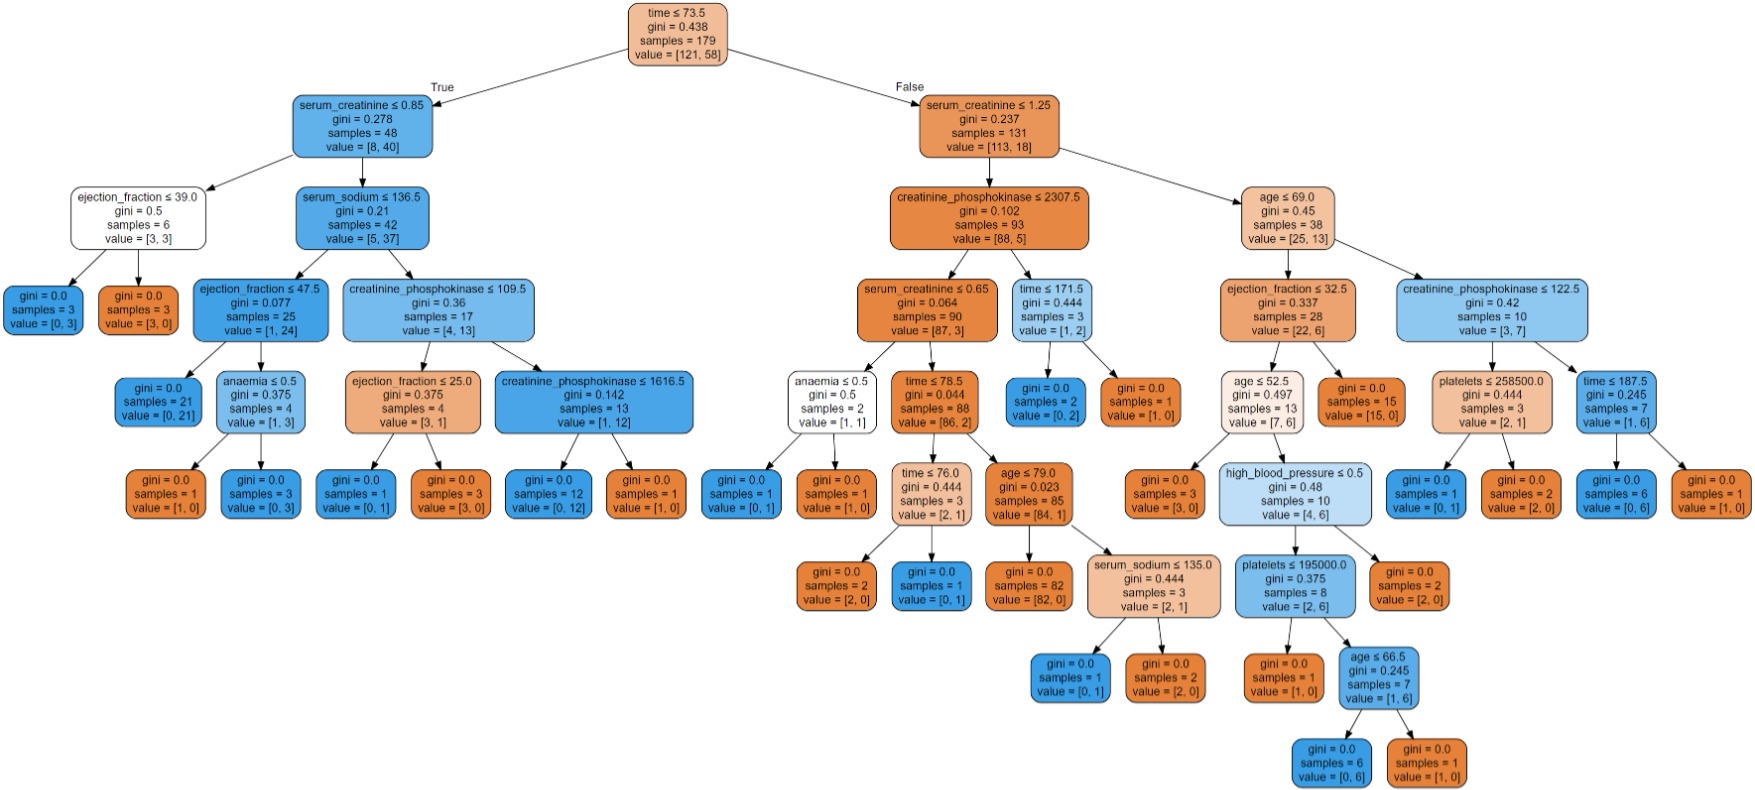 time ≤ 73.5
gini = 0.438
samples = 179
value = [121, 58]
True
False
serum_creatinine ≤ 0.85
gini = 0.278
samples = 48
value = [8, 40]
serum_creatinine ≤ 1.25
gini = 0.237
samples = 131
value = [113, 18]
ejection_fraction ≤ 39.0
gini = 0.5
samples = 6
value = [3, 3]
serum_sodium ≤ 136.5
gini = 0.21
samples = 42
value = [5, 37]
creatinine_phosphokinase ≤ 2307.5
gini = 0.102
samples = 93
value = [88, 5]
age ≤ 69.0
gini = 0.45
samples = 38
value = [25, 13]
gini = 0.0
samples = 3
value = [0, 3]
gini = 0.0
samples = 3
value = [3, 0]
ejection_fraction ≤ 47.5
gini = 0.077
samples = 25
value = [1, 24]
creatinine_phosphokinase ≤ 109.5
gini = 0.36
samples = 17
value = [4, 13]
serum_creatinine ≤ 0.65
gini = 0.064
samples = 90
value = [87, 3]
time ≤ 171.5
gini = 0.444
samples = 3
value = [1, 2]
ejection_fraction ≤ 32.5
gini = 0.337
samples = 28
value = [22, 6]
creatinine_phosphokinase ≤ 122.5
gini = 0.42
samples = 10
value = [3, 7]
gini = 0.0
samples = 21
value = [0, 21]
anaemia ≤ 0.5
gini = 0.375
samples = 4
value = [1, 3]
ejection_fraction ≤ 25.0
gini = 0.375
samples = 4
value = [3, 1]
creatinine_phosphokinase ≤ 1616.5
gini = 0.142
samples = 13
value = [1, 12]
anaemia ≤ 0.5
gini = 0.5
samples = 2
value = [1, 1]
time ≤ 78.5
gini = 0.044
samples = 88
value = [86, 2]
gini = 0.0
samples = 2
value = [0, 2]
gini = 0.0
samples = 1
value = [1, 0]
age ≤ 52.5
gini = 0.497
samples = 13
value = [7, 6]
gini = 0.0
samples = 15
value = [15, 0]
platelets ≤ 258500.0
gini = 0.444
samples = 3
value = [2, 1]
time ≤ 187.5
gini = 0.245
samples = 7
value = [1, 6]
gini = 0.0
samples = 1
value = [1, 0]
gini = 0.0
samples = 3
value = [0, 3]
gini = 0.0
samples = 1
value = [0, 1]
gini = 0.0
samples = 3
value = [3, 0]
gini = 0.0
samples = 12
value = [0, 12]
gini = 0.0
samples = 1
value = [1, 0]
gini = 0.0
samples = 1
value = [0, 1]
gini = 0.0
samples = 1
value = [1, 0]
time ≤ 76.0
gini = 0.444
samples = 3
value = [2, 1]
age ≤ 79.0
gini = 0.023
samples = 85
value = [84, 1]
gini = 0.0
samples = 3
value = [3, 0]
high_blood_pressure ≤ 0.5
gini = 0.48
samples = 10
value = [4, 6]
gini = 0.0
samples = 1
value = [0, 1]
gini = 0.0
samples = 2
value = [2, 0]
gini = 0.0
samples = 6
value = [0, 6]
gini = 0.0
samples = 1
value = [1, 0]
gini = 0.0
samples = 2
value = [2, 0]
gini = 0.0
samples = 1
value = [0, 1]
gini = 0.0
samples = 82
value = [82, 0]
serum_sodium ≤ 135.0
gini = 0.444
samples = 3
value = [2, 1]
platelets ≤ 195000.0
gini = 0.375
samples = 8
value = [2, 6]
gini = 0.0
samples = 2
value = [2, 0]
gini = 0.0
samples = 1
value = [0, 1]
gini = 0.0
samples = 2
value = [2, 0]
gini = 0.0
samples = 1
value = [1, 0]
age ≤ 66.5
gini = 0.245
samples = 7
value = [1, 6]
gini = 0.0
samples = 6
value = [0, 6]
gini = 0.0
samples = 1
value = [1, 0]